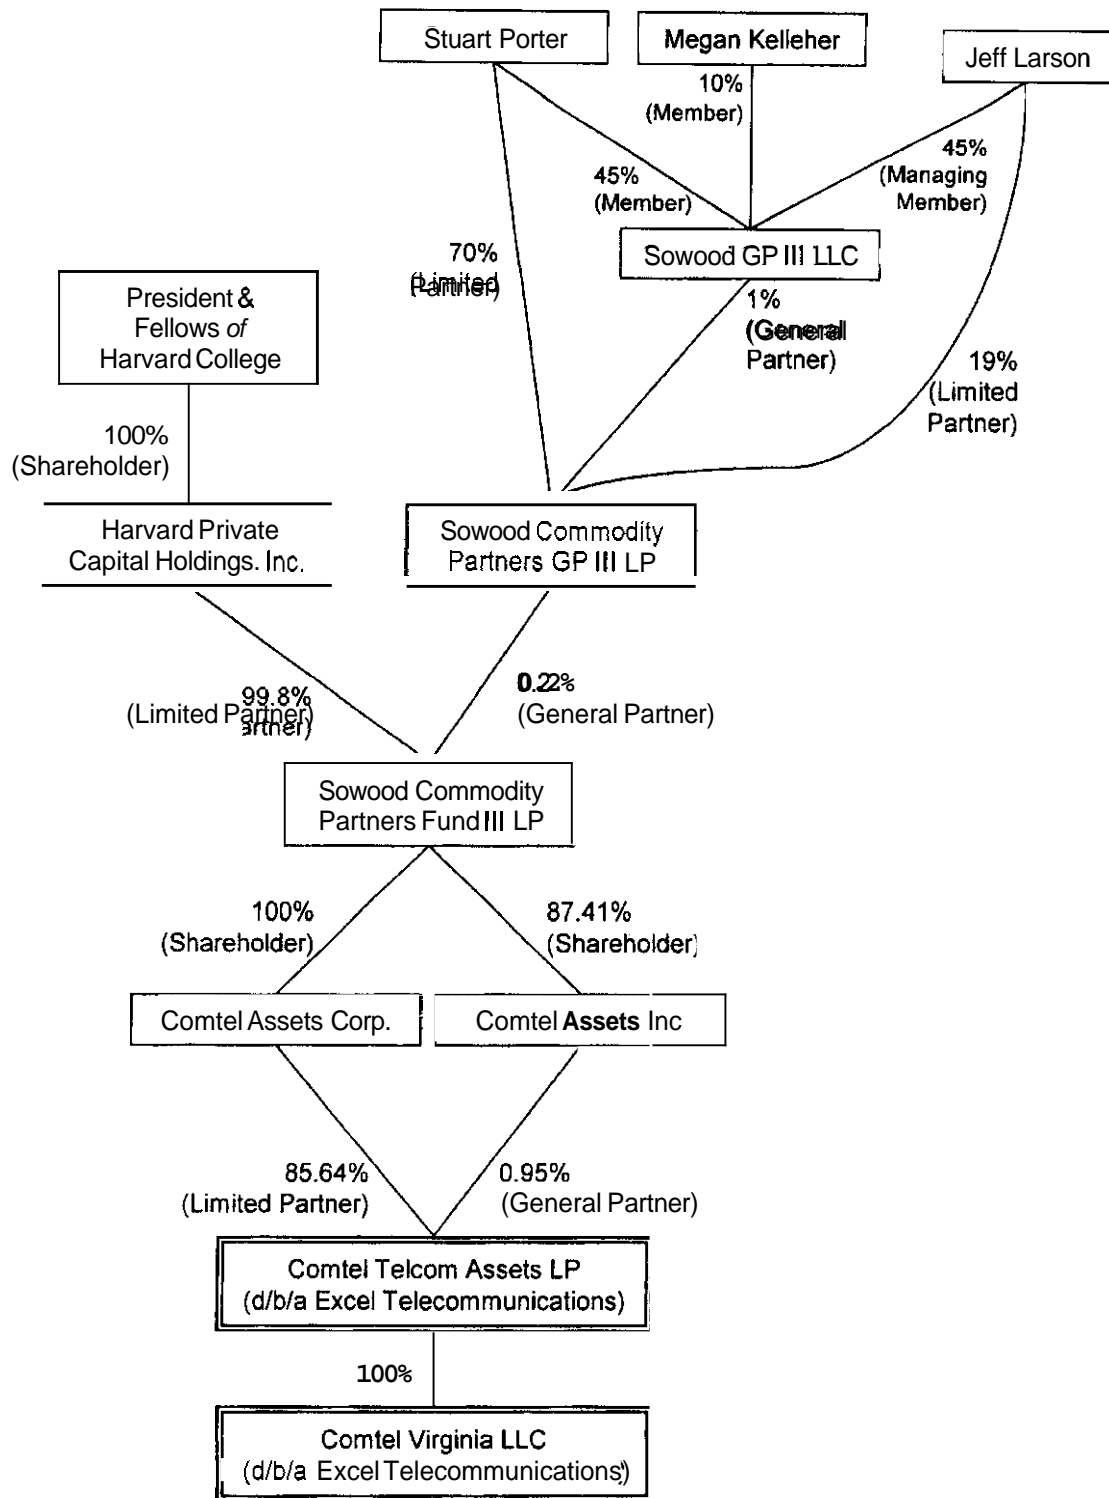 Stuart Porter
Megan Kelleher
Jeff Larson
10%
(Member)
45%
(Member)
45%
(Managing
Member)
Sowood GP III LLC
70%
(Limited
Partner)
1%
(General
Partner)
19%
(Limited
Partner)
President &
Fellows of
Harvard College
100%
(Shareholder)
Harvard Private
Capital Holdings. Inc.
Sowood Commodity
Partners GP III LP
99.8%
(Limited Partner)
0.2%
(General Partner)
Sowood Commodity
Partners Fund III LP
100%
(Shareholder)
87.41%
(Shareholder)
Comtel Assets Corp.
Comtel Assets Inc
85.64%
(Limited Partner)
0.95%
(General Partner)
Comtel Telcom Assets LP
(d/b/a Excel Telecommunications)
100%
Comtel Virginia LLC
(d/b/a Excel Telecommunications)